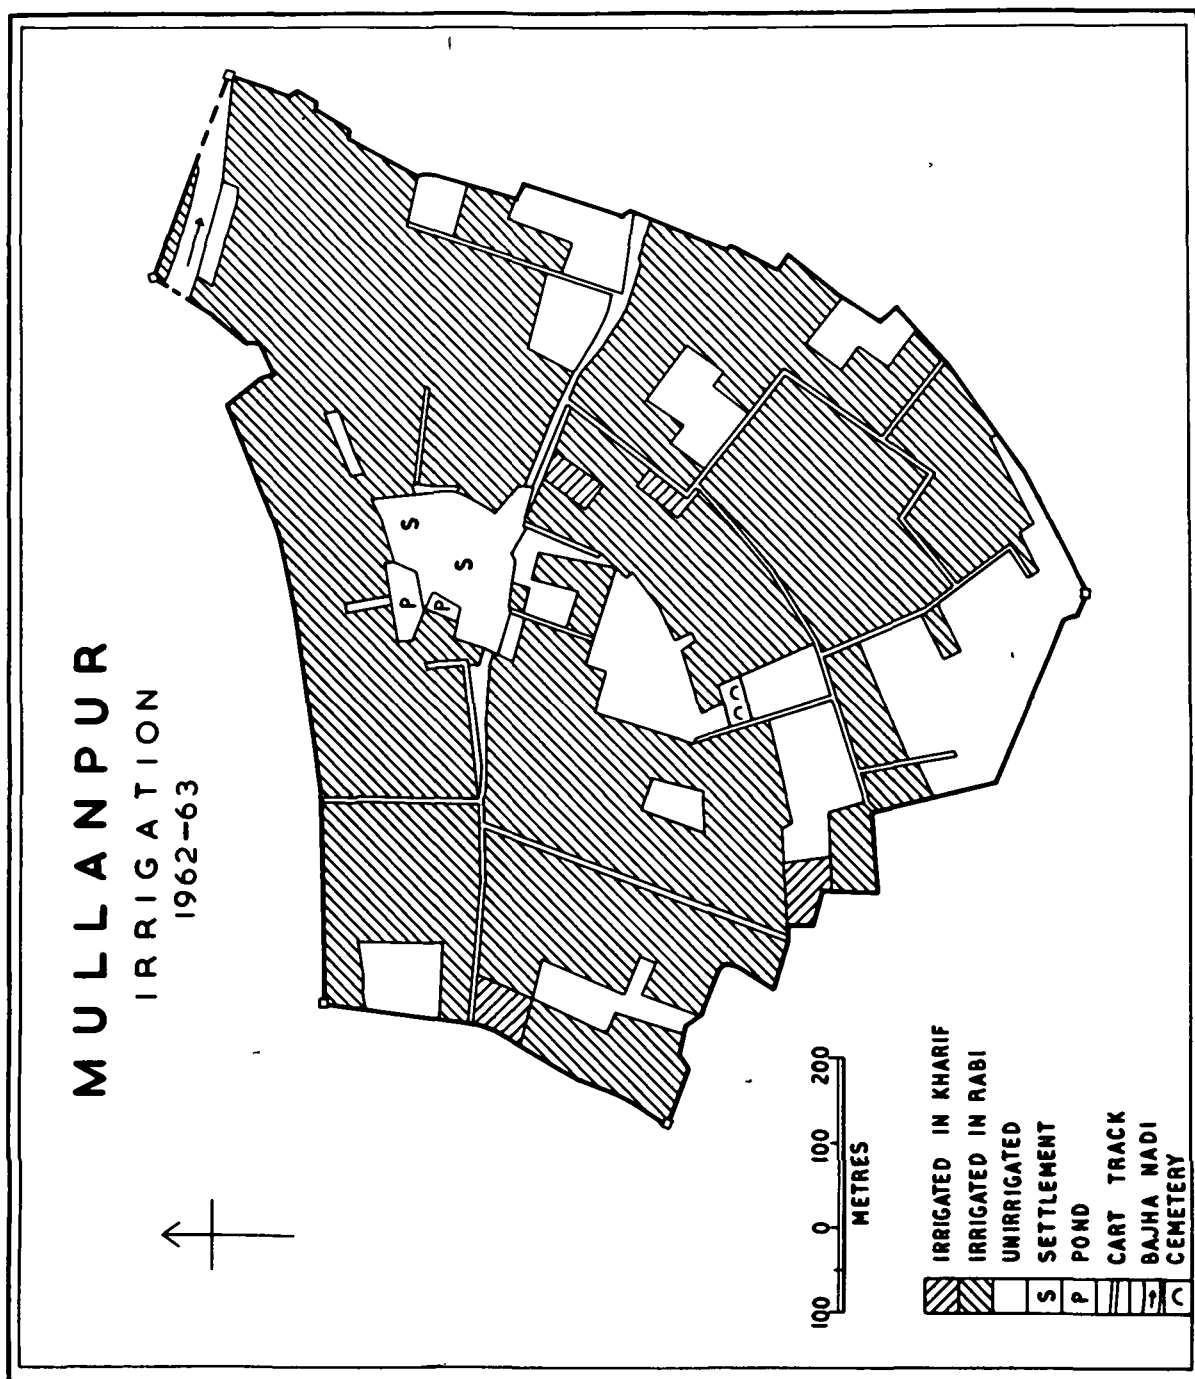 MULLANPUR
IRRIGATION
1962-63
S
S
P
P
C C
100 0 100 200
METRES
IRRIGATED IN KHARIF
IRRIGATED IN RABI
UNIRRIGATED
S SETTLEMENT
P POND
CART TRACK
BAJHA NADI
C CEMETERY